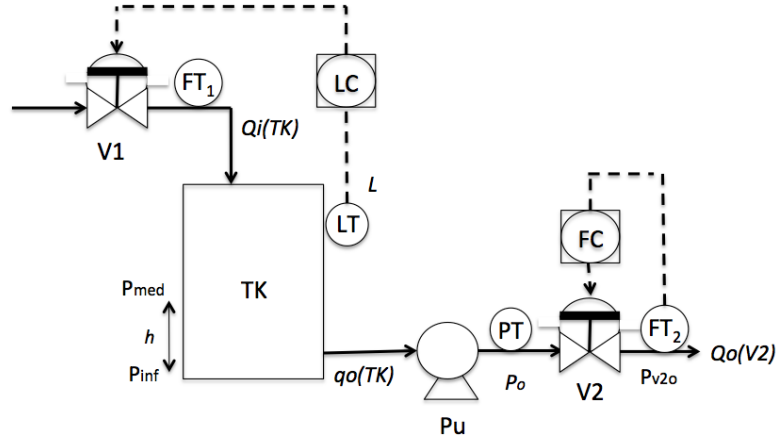 LC
FT₁
V1
Qi(TK)
L
LT
FC
TK
Pmed
h
Pinf
qo(TK)
Pu
PT
Po
V2
FT₂
Pv2o
Qo(V2)